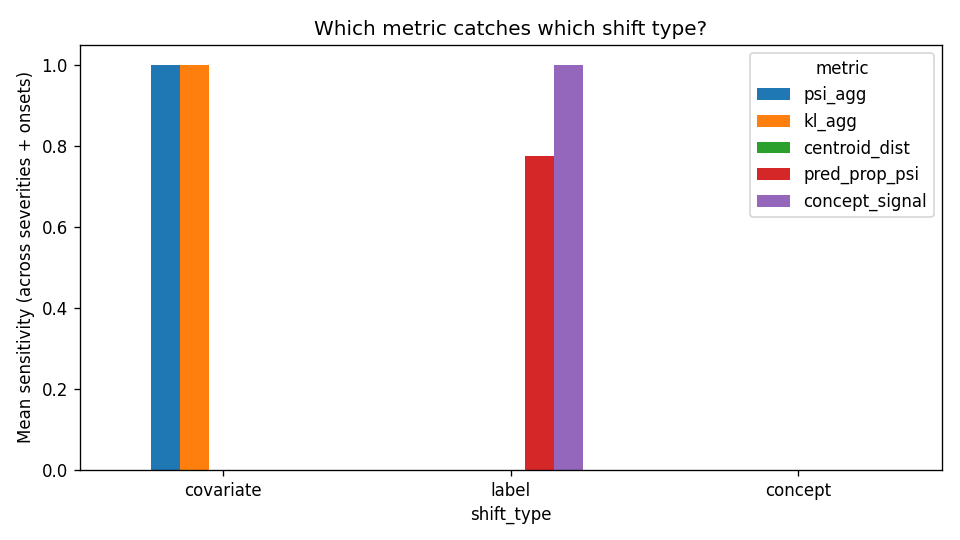 Which metric catches which shift type?
Mean sensitivity (across severities + onsets)
1.0
0.8
0.6
0.4
0.2
0.0
metric
psi_agg
kl_agg
centroid_dist
pred_prop_psi
concept_signal
covariate
label
concept
shift_type